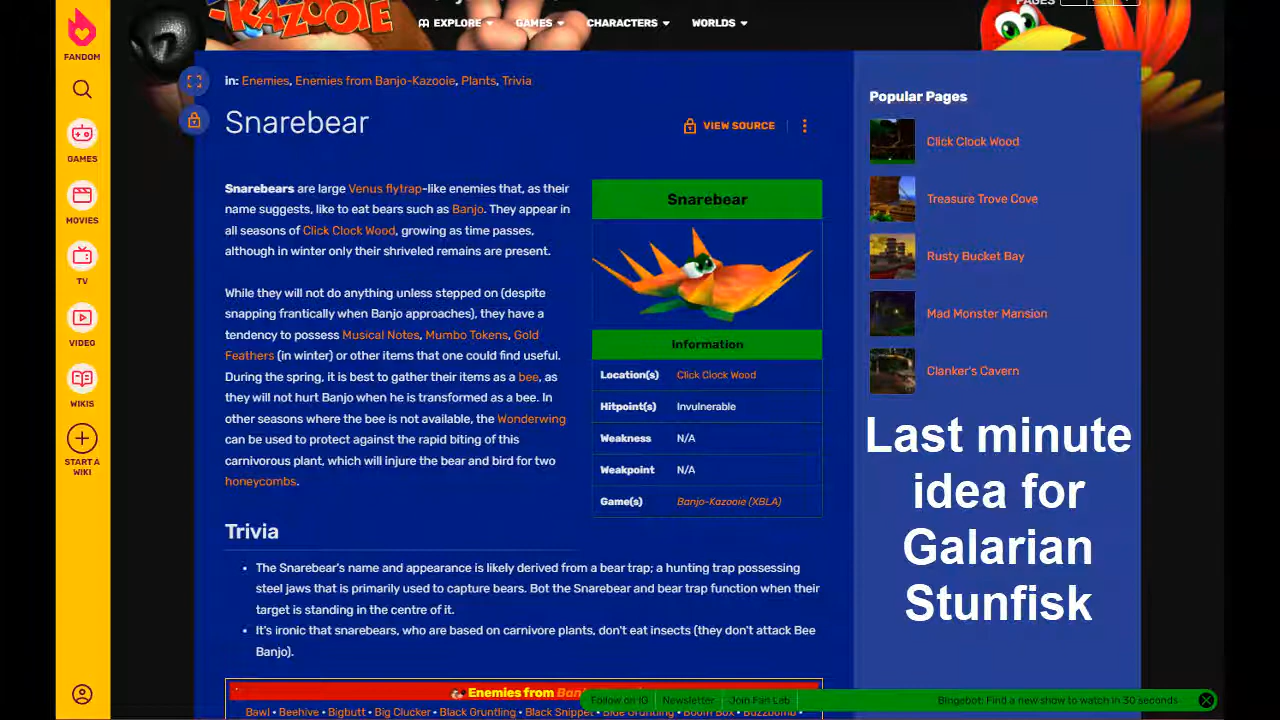 KAZOOIE
EXPLORE
GAMES
CHARACTERS
WORLDS
PAGES
FANDOM
GAMES
MOVIES
TV
VIDEO
WIKIS
START A
WIKI
in: Enemies, Enemies from Banjo-Kazooie, Plants, Trivia
Snarebear
VIEW SOURCE
Snarebears are large Venus flytrap-like enemies that, as their
name suggests, like to eat bears such as Banjo. They appear in
all seasons of Click Clock Wood, growing as time passes,
although in winter only their shriveled remains are present.
While they will not do anything unless stepped on (despite
snapping frantically when Banjo approaches), they have a
tendency to possess Musical Notes, Mumbo Tokens, Gold
Feathers (in winter) or other items that one could find useful.
During the spring, it is best to gather their items as a bee, as
they will not hurt Banjo when he is transformed as a bee. In
other seasons where the bee is not available, the Wonderwing
can be used to protect against the rapid biting of this
carnivorous plant, which will injure the bear and bird for two
honeycombs.
Snarebear
Information
Location(s) Click Clock Wood
Hitpoint(s) Invulnerable
Weakness N/A
Weakpoint N/A
Game(s) Banjo-Kazooie (XBLA)
Trivia
• The Snarebear's name and appearance is likely derived from a bear trap; a hunting trap possessing
steel jaws that is primarily used to capture bears. Bot the Snarebear and bear trap function when their
target is standing in the centre of it.
• It's ironic that snarebears, who are based on carnivore plants, don't eat insects (they don't attack Bee
Banjo).
Enemies from
Bawl • Beehive • Bigbutt • Big Clucker • Black Gruntling • Black Snippet •
Popular Pages
Click Clock Wood
Treasure Trove Cove
Rusty Bucket Bay
Mad Monster Mansion
Clanker's Cavern
Last minute
idea for
Galarian
Stunfisk
Follow on IG
Newsletter
Join Fan Lab
Bingebot: Find a new show to watch in 30 seconds